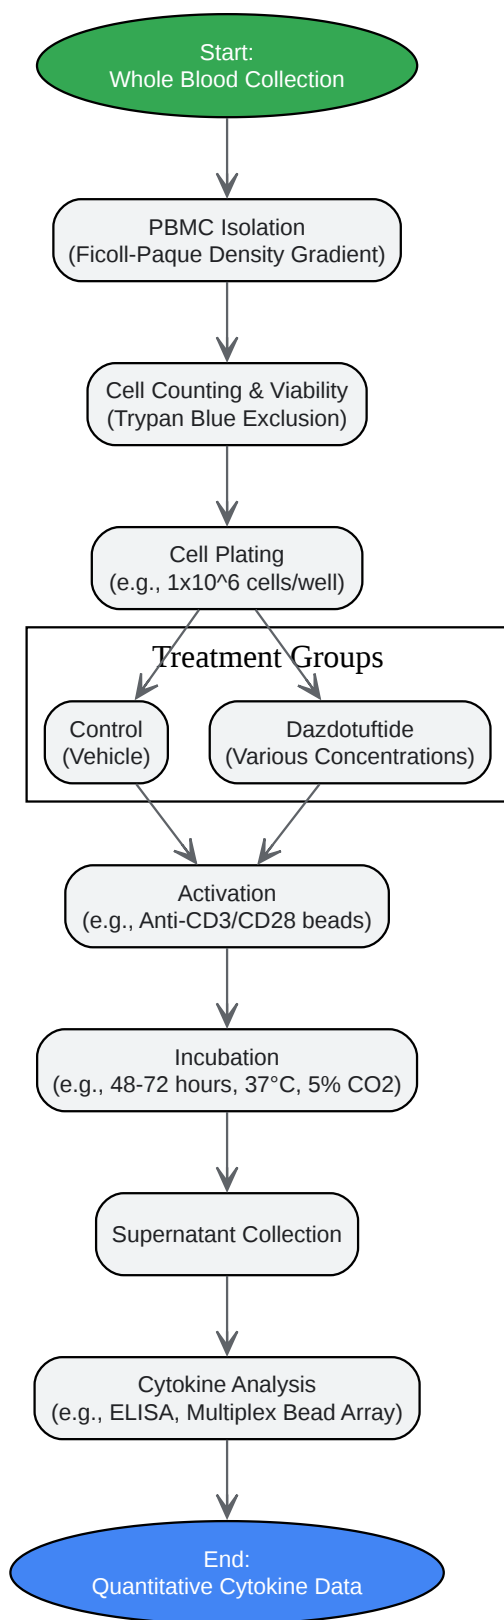 Start:
Whole Blood Collection
PBMC Isolation
(Ficoll-Paque Density Gradient)
Cell Counting & Viability
(Trypan Blue Exclusion)
Cell Plating
(e.g., 1x10^6 cells/well)
Treatment Groups
Control
(Vehicle)
Dazdotuftide
(Various Concentrations)
Activation
(e.g., Anti-CD3/CD28 beads)
Incubation
(e.g., 48-72 hours, 37°C, 5% CO2)
Supernatant Collection
Cytokine Analysis
(e.g., ELISA, Multiplex Bead Array)
End:
Quantitative Cytokine Data